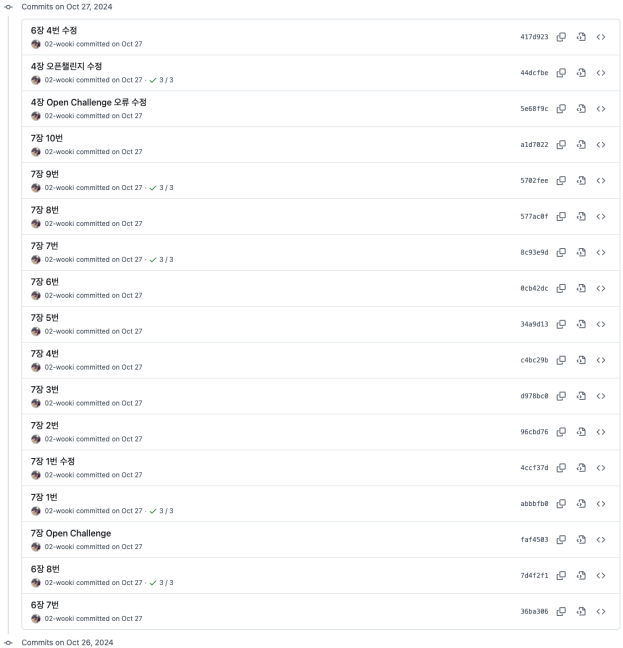 Commits on Oct 27, 2024
6장 4번 수정
417d923
02-wooki committed on Oct 27
4장 오픈챌린지 수정
44dcfbe
02-wooki committed on Oct 27 · ✓ 3 / 3
4장 Open Challenge 오류 수정
5e68f9c
02-wooki committed on Oct 27
7장 10번
a1d7022
02-wooki committed on Oct 27
7장 9번
5702fee
02-wooki committed on Oct 27 · ✓ 3 / 3
7장 8번
577ac0f
02-wooki committed on Oct 27
7장 7번
8c93e9d
02-wooki committed on Oct 27 · ✓ 3 / 3
7장 6번
0cb42dc
02-wooki committed on Oct 27
7장 5번
34a9d13
02-wooki committed on Oct 27
7장 4번
c4bc29b
02-wooki committed on Oct 27
7장 3번
d978bc0
02-wooki committed on Oct 27
7장 2번
96cbd76
02-wooki committed on Oct 27
7장 1번 수정
4ccf37d
02-wooki committed on Oct 27
7장 1번
abbbfb0
02-wooki committed on Oct 27 · ✓ 3 / 3
7장 Open Challenge
faf4503
02-wooki committed on Oct 27
6장 8번
7d4f2f1
02-wooki committed on Oct 27 · ✓ 3 / 3
6장 7번
36ba306
02-wooki committed on Oct 27
Commits on Oct 26, 2024